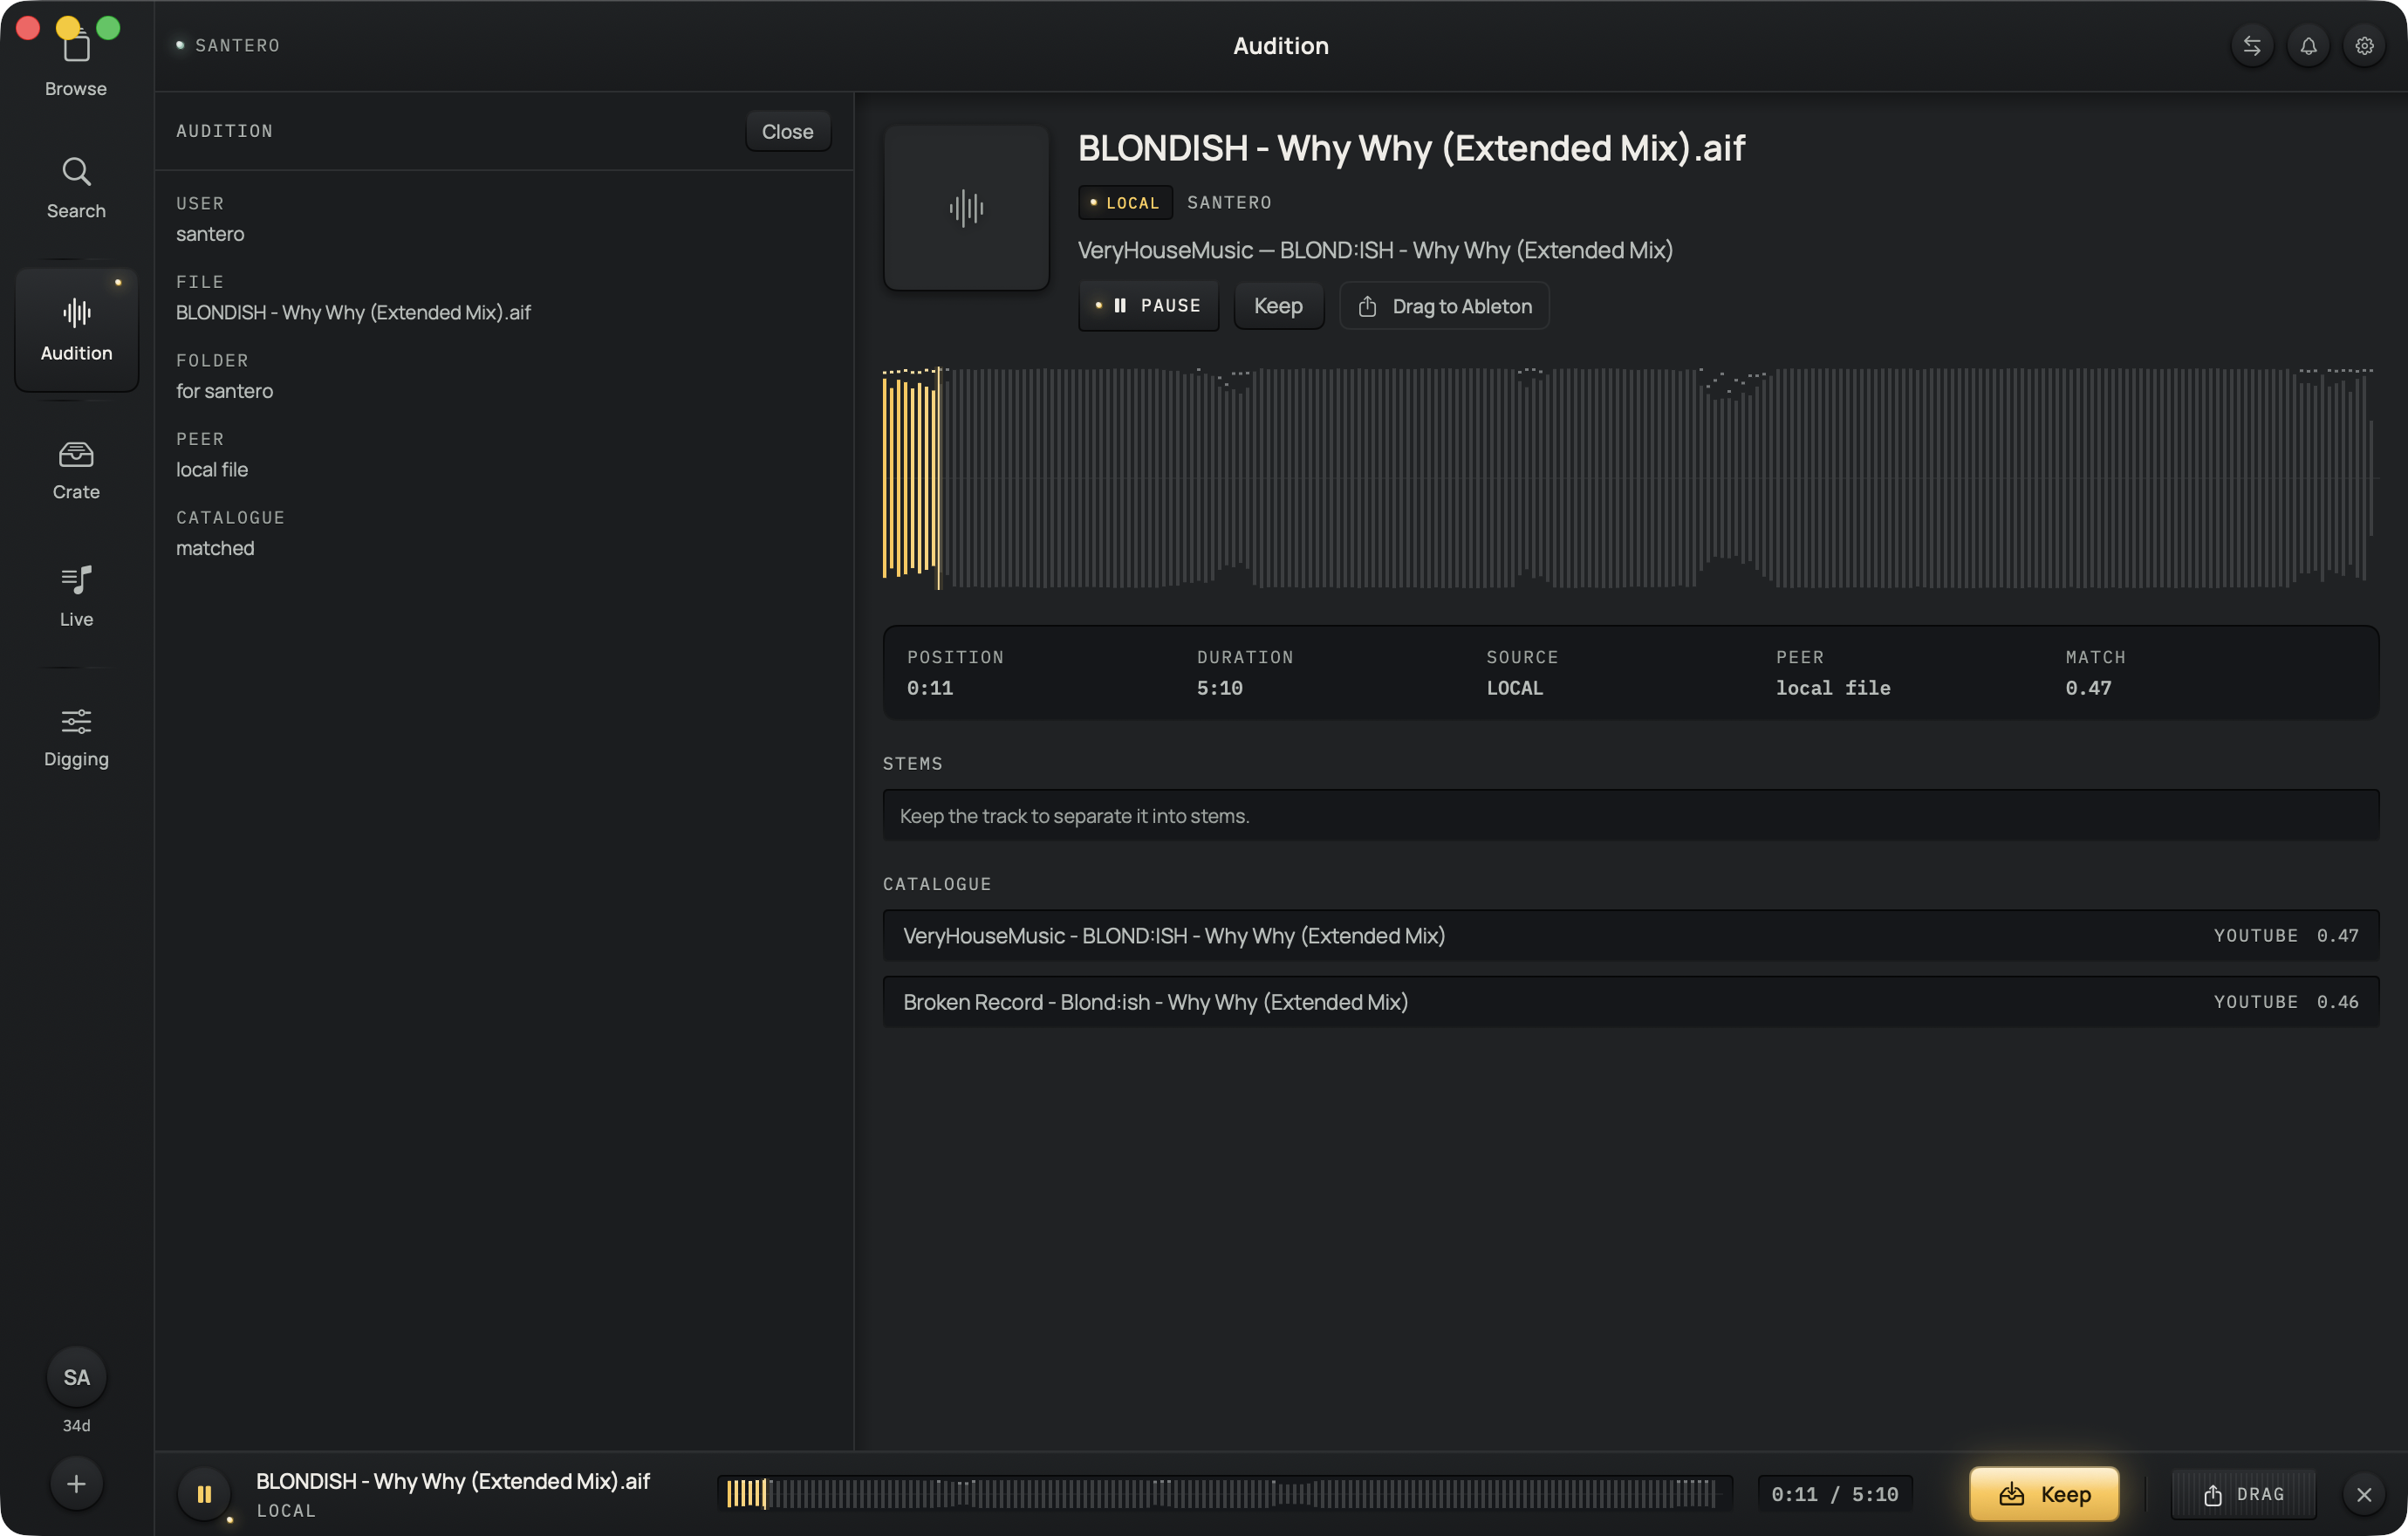 Browse
Search
Audition
Crate
Live
Digging
SA
34d
SANTERO
Audition
AUDITION
Close
USER
santero
FILE
BLONDISH - Why Why (Extended Mix).aif
FOLDER
for santero
PEER
local file
CATALOGUE
matched
BLONDISH - Why Why (Extended Mix).aif
LOCAL SANTERO
VeryHouseMusic — BLOND:ISH - Why Why (Extended Mix)
PAUSE Keep Drag to Ableton
POSITION DURATION SOURCE PEER MATCH
0:11 5:10 LOCAL local file 0.47
STEMS
Keep the track to separate it into stems.
CATALOGUE
VeryHouseMusic - BLOND:ISH - Why Why (Extended Mix) YOUTUBE 0.47
Broken Record - Blond:ish - Why Why (Extended Mix) YOUTUBE 0.46
BLONDISH - Why Why (Extended Mix).aif
LOCAL
0:11 / 5:10
Keep
DRAG